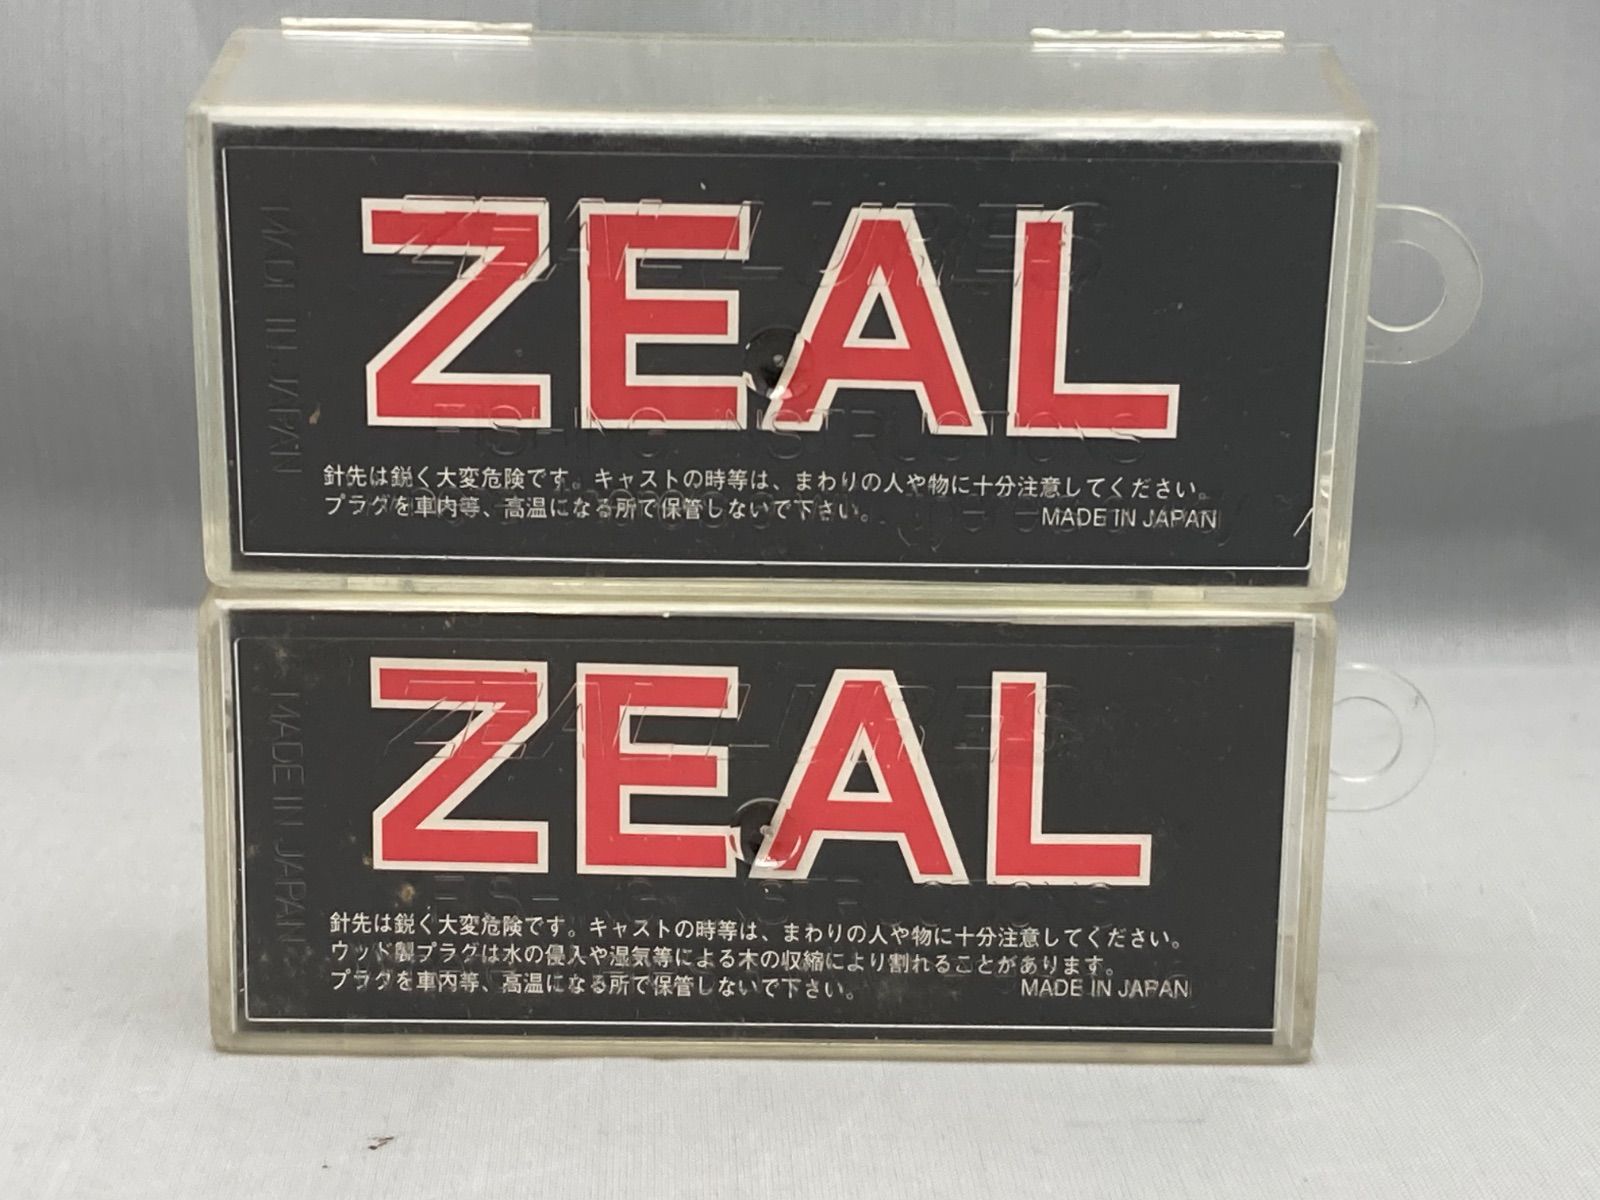 ZEAL LURES
ZEAL
MADE IN JAPAN
FISHING INSTRUCTIONS
針先は鋭く大変危険です。キャストの時等は、まわりの人や物に十分注意してください。
プラグを車内等、高温になる所で保管しないで下さい。
MADE IN JAPAN
ZEAL LURES
ZEAL
MADE IN JAPAN
FISHING INSTRUCTIONS
針先は鋭く大変危険です。キャストの時等は、まわりの人や物に十分注意してください。
ウッド製プラグは水の侵入や湿気等による木の収縮により割れることがあります。
プラグを車内等、高温になる所で保管しないで下さい。
MADE IN JAPAN